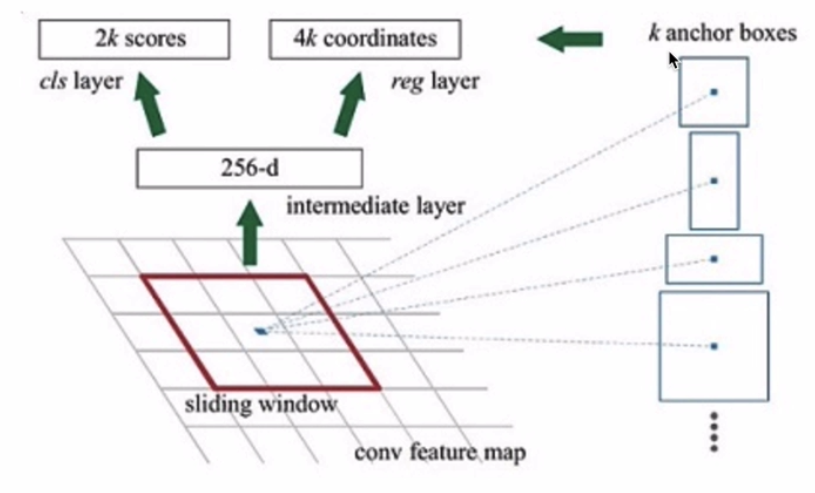 2k scores
4k coordinates
k anchor boxes
cls layer
reg layer
256-d
intermediate layer
sliding window
conv feature map